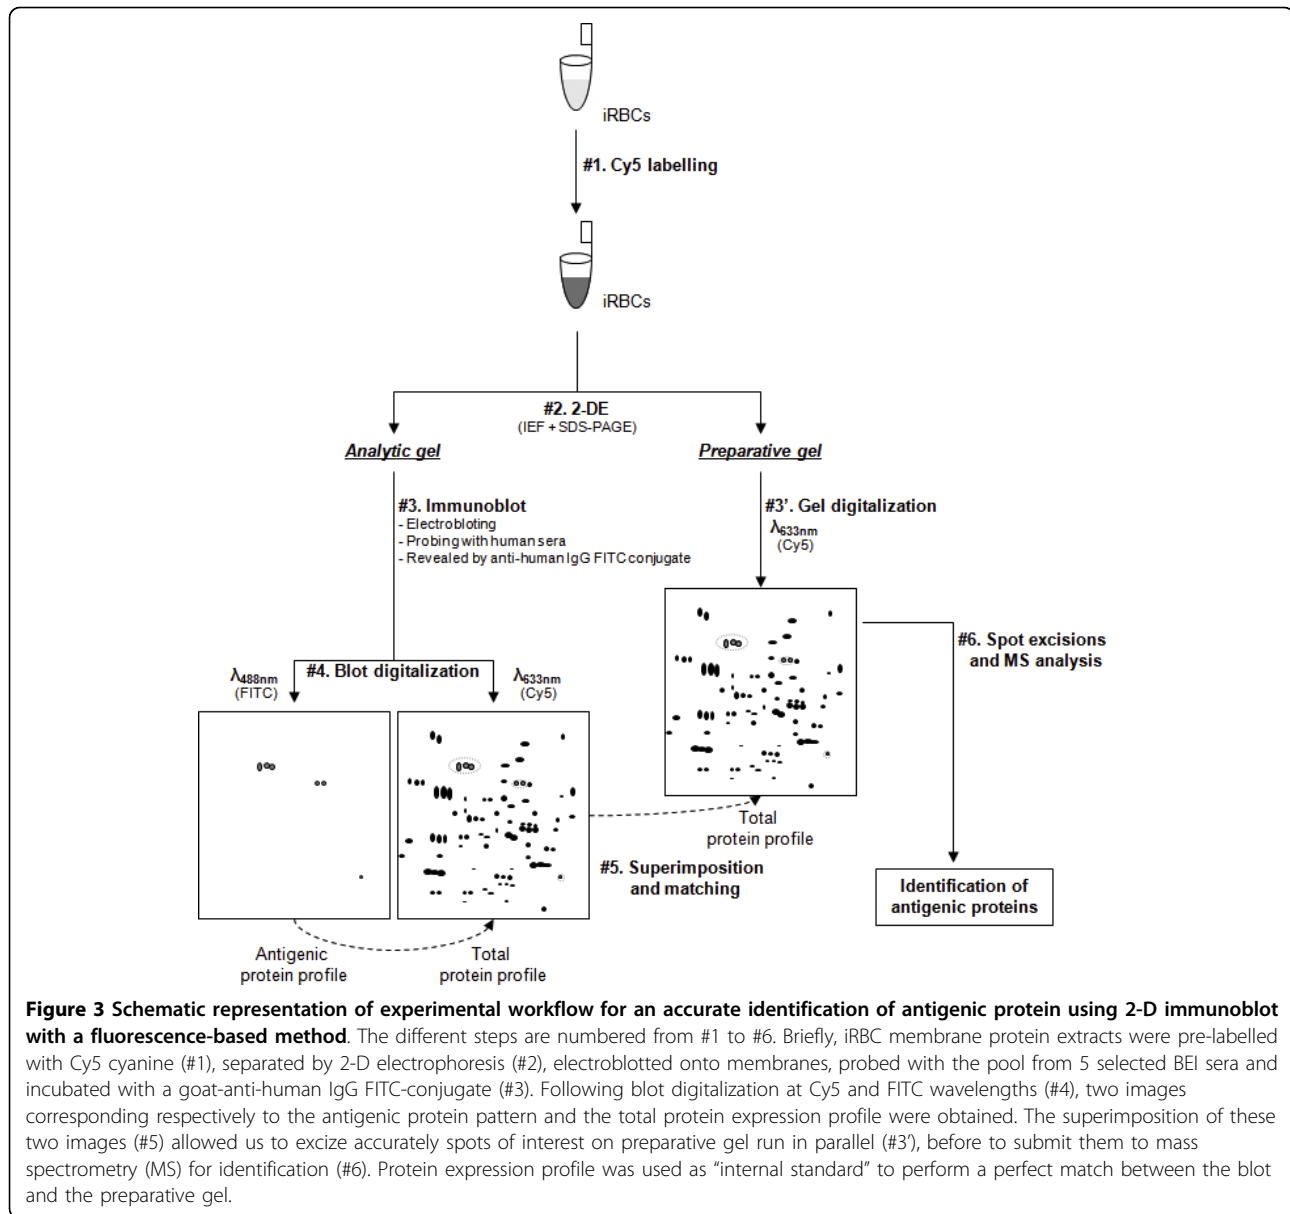 iRBCs
#1. Cy5 labelling
iRBCs
#2. 2-DE
(IEF + SDS-PAGE)
Analytic gel
Preparative gel
#3. Immunoblot
- Electrobloting
- Probing with human sera
- Revealed by anti-human IgG FITC conjugate
#3'. Gel digitalization
λ633nm
(Cy5)
#6. Spot excisions
and MS analysis
λ488nm
(FITC)
#4. Blot digitalization
λ633nm
(Cy5)
Total
protein profile
#5. Superimposition
and matching
Identification of
antigenic proteins
Antigenic
protein profile
Total
protein profile
Figure 3 Schematic representation of experimental workflow for an accurate identification of antigenic protein using 2-D immunoblot
with a fluorescence-based method. The different steps are numbered from #1 to #6. Briefly, iRBC membrane protein extracts were pre-labelled
with Cy5 cyanine (#1), separated by 2-D electrophoresis (#2), electroblotted onto membranes, probed with the pool from 5 selected BEI sera and
incubated with a goat-anti-human IgG FITC-conjugate (#3). Following blot digitalization at Cy5 and FITC wavelengths (#4), two images
corresponding respectively to the antigenic protein pattern and the total protein expression profile were obtained. The superimposition of these
two images (#5) allowed us to excize accurately spots of interest on preparative gel run in parallel (#3'), before to submit them to mass
spectrometry (MS) for identification (#6). Protein expression profile was used as "internal standard" to perform a perfect match between the blot
and the preparative gel.